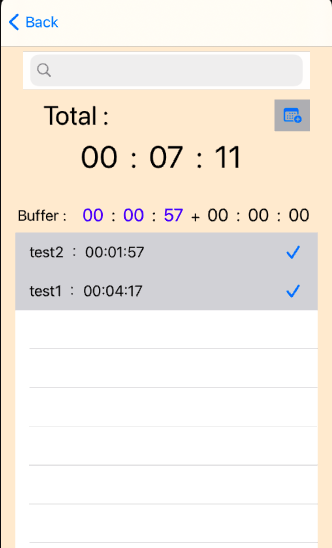 Back
Total :
00 : 07 : 11
Buffer : 00 : 00 : 57 + 00 : 00 : 00
test2 : 00:01:57
test1 : 00:04:17